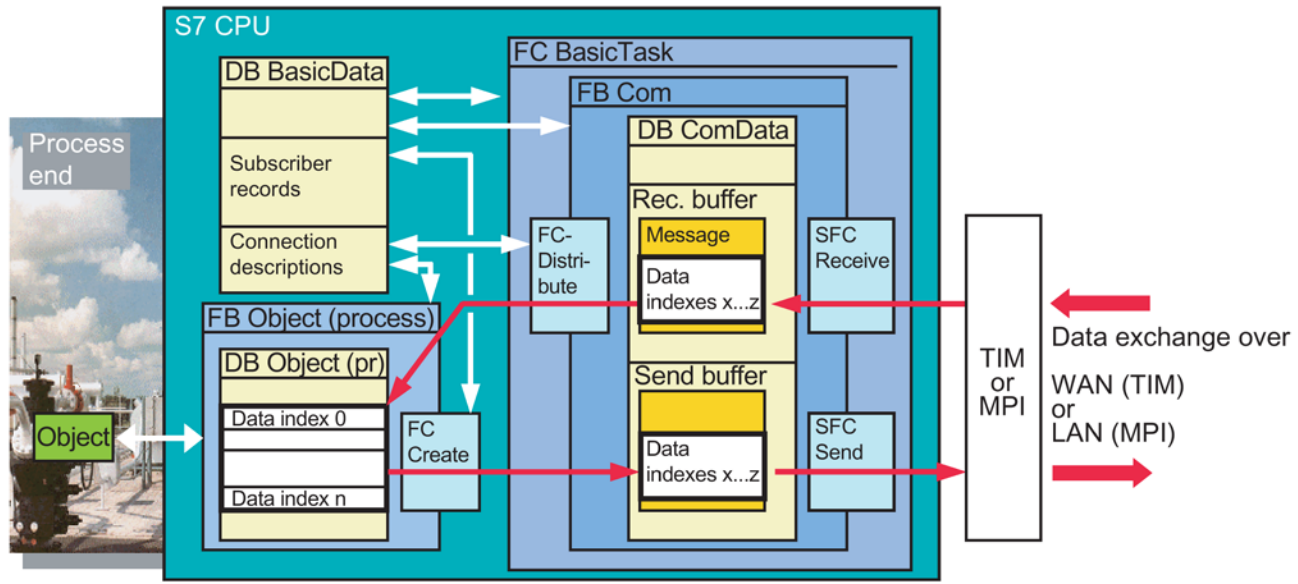 S7 CPU
DB BasicData
Subscriber
records
Connection
descriptions
Process
end
Object
FB Object (process)
DB Object (pr)
Data index 0
Data index n
FC
Create
FC BasicTask
FB Com
DB ComData
Rec. buffer
Message
Data
indexes x...z
FC-
Distri-
bute
SFC
Receive
Send buffer
Data
indexes x...z
SFC
Send
TIM
or
MPI
Data exchange over
WAN (TIM)
or
LAN (MPI)